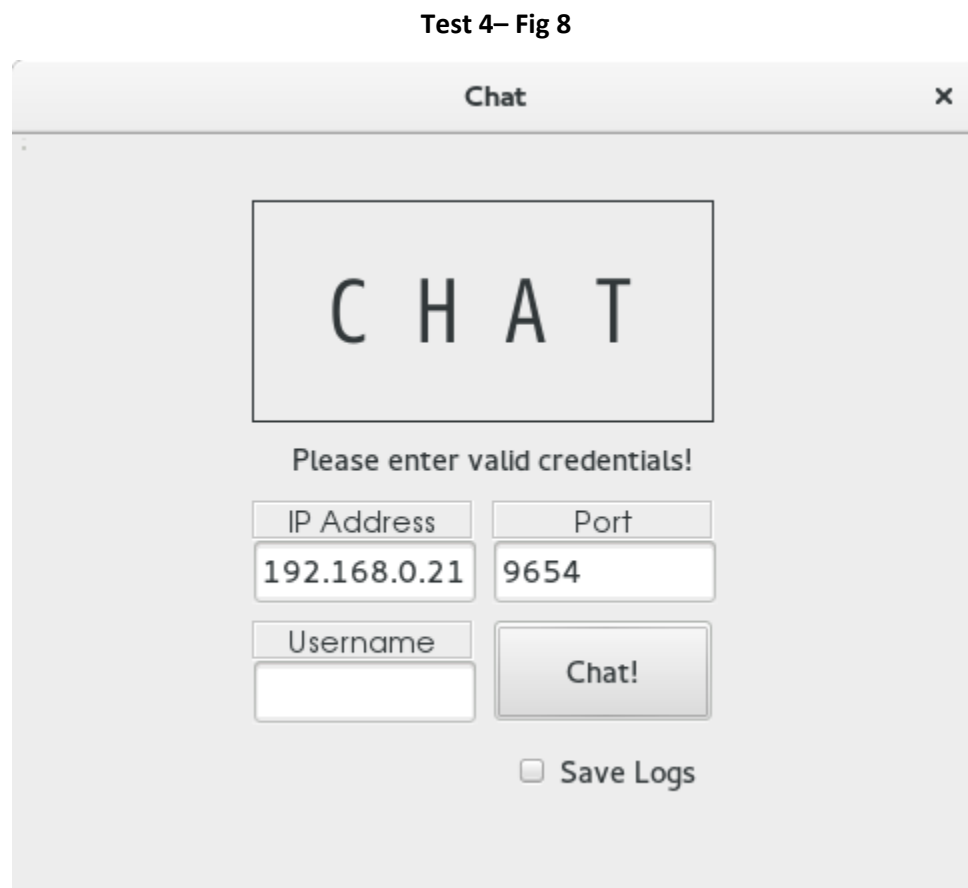 Test 4– Fig 8
Chat ×
C H A T
Please enter valid credentials!
IP Address Port
192.168.0.21 9654
Username
Chat!
Save Logs